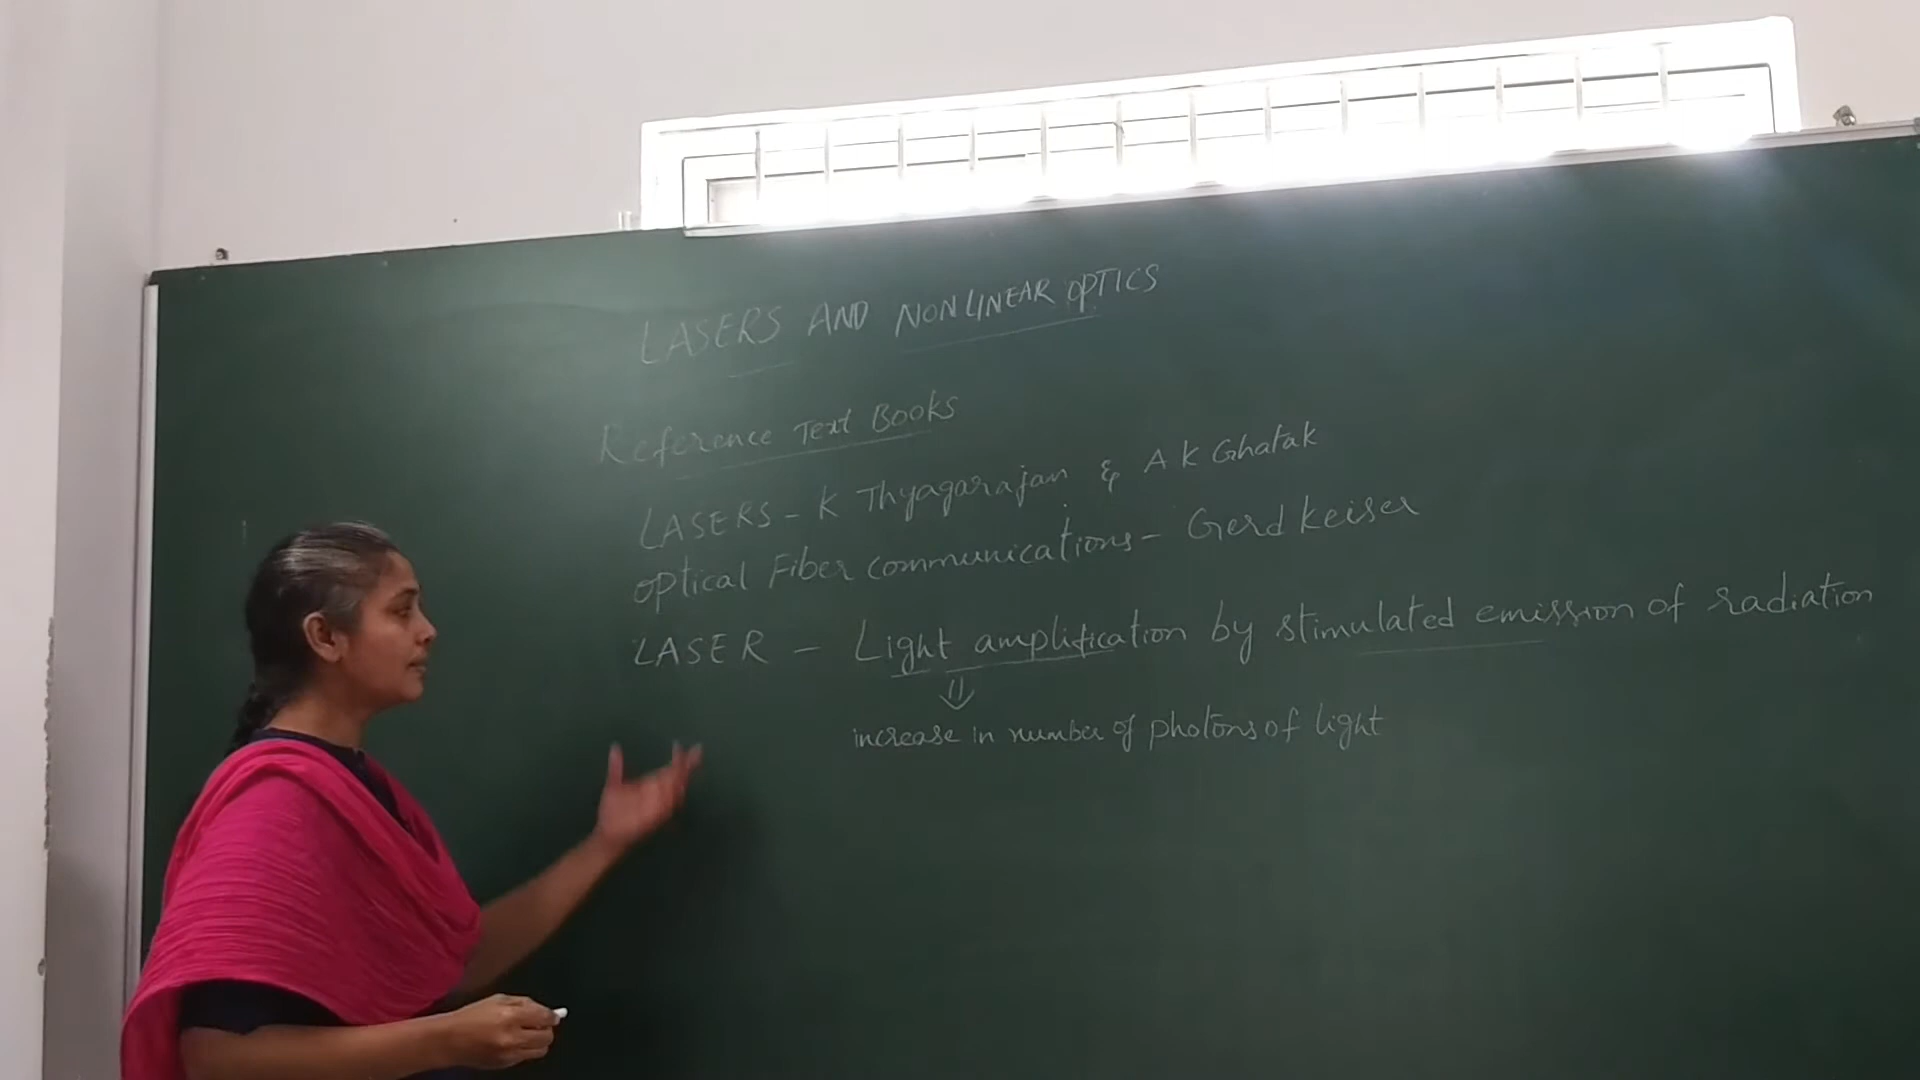 LASERS AND NONLINEAR OPTICS
Reference Text Books
LASERS - K Thyagarajan & A K Ghatak
optical Fiber communications - Gerd keiser
LASER - Light amplification by stimulated emission of radiation
⇓
increase in number of photons of light